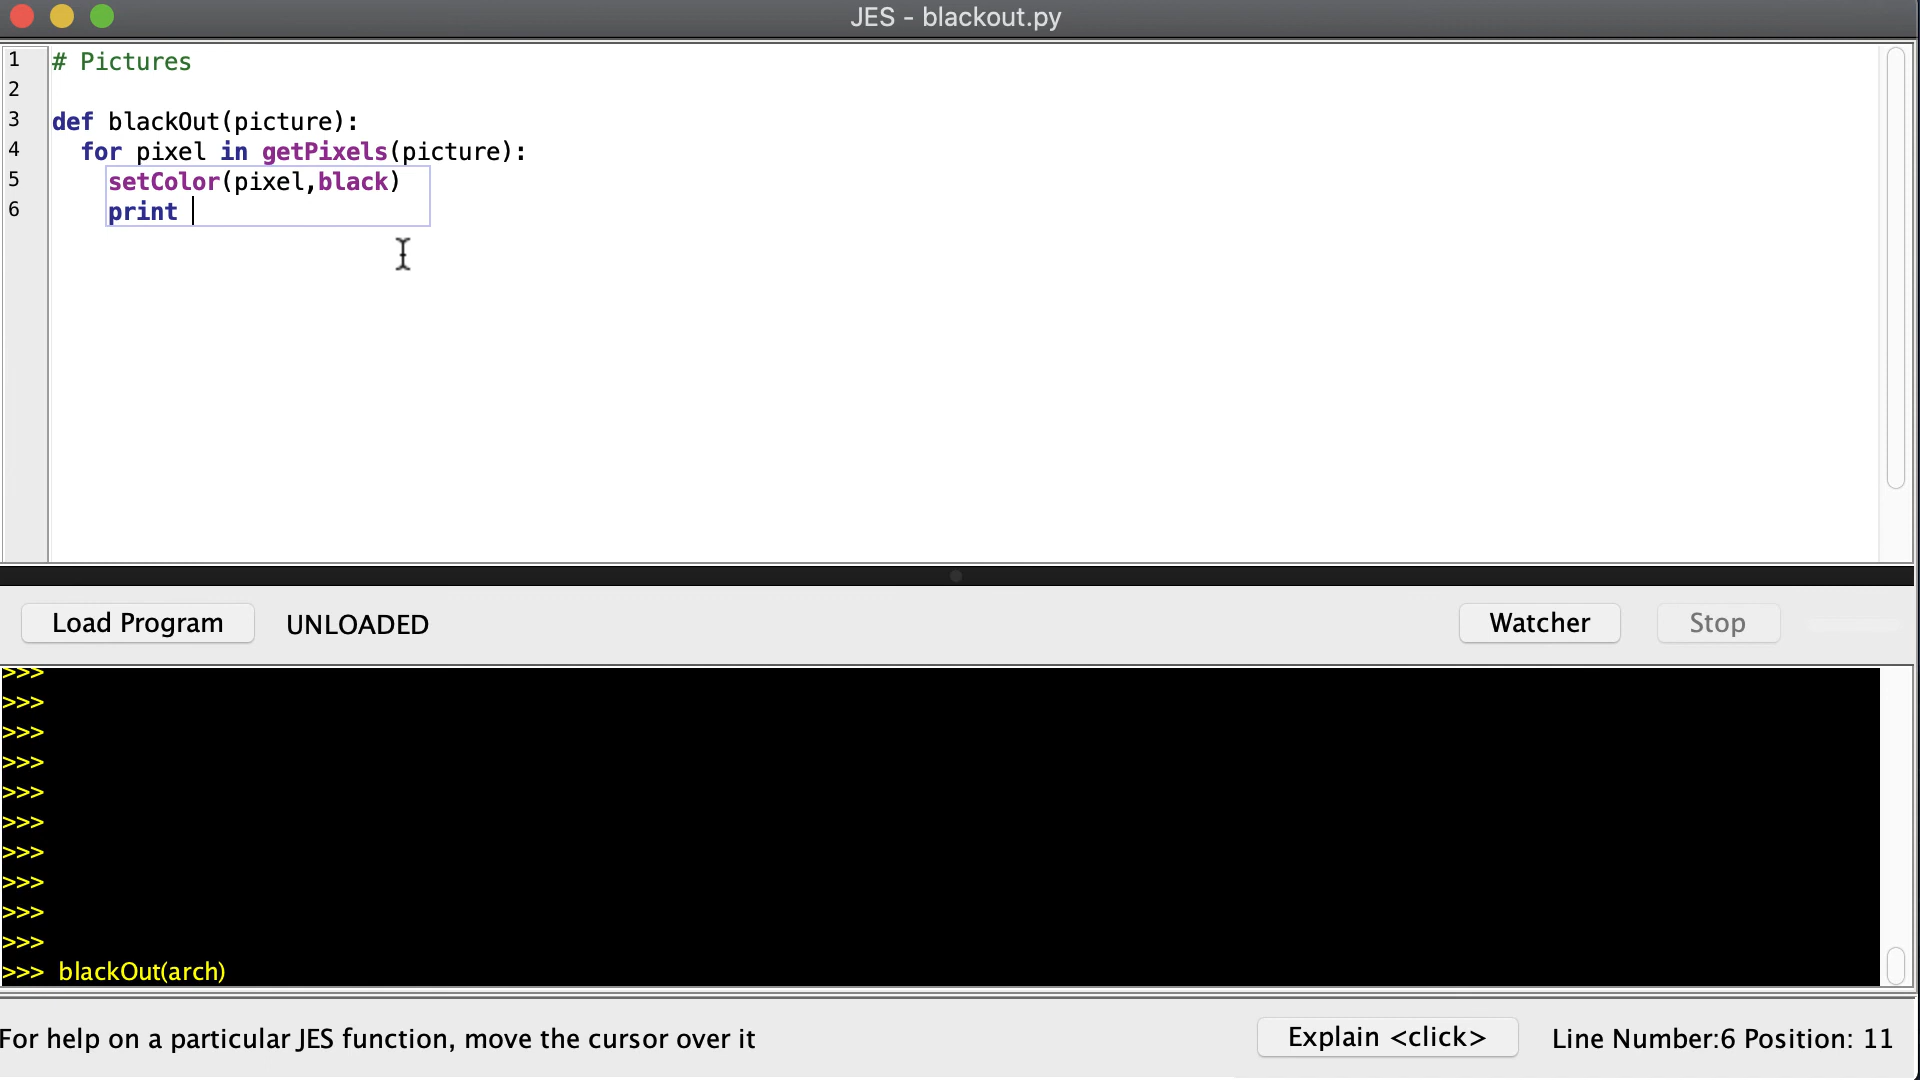 JES - blackout.py
1 # Pictures
2
3 def blackOut(picture):
4 for pixel in getPixels(picture):
5 setColor(pixel,black)
6 print
Load Program UNLOADED Watcher Stop
>>>
>>>
>>>
>>>
>>>
>>>
>>>
>>>
>>>
>>>
>>> blackOut(arch)
For help on a particular JES function, move the cursor over it Explain <click> Line Number:6 Position: 11